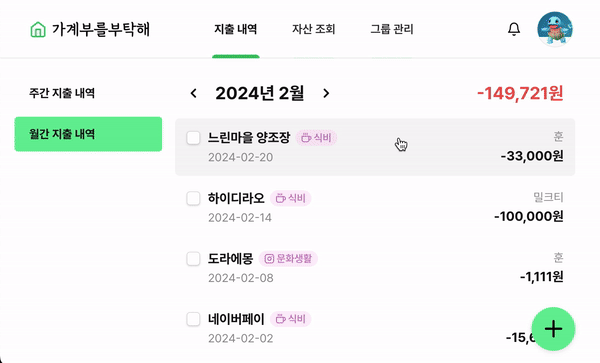 가계부를부탁해
지출 내역 자산 조회 그룹 관리
주간 지출 내역
월간 지출 내역
2024년 2월 -149,721원
느린마을 양조장 식비 훈
2024-02-20 -33,000원
하이디라오 식비 밀크티
2024-02-14 -100,000원
도라에몽 문화생활 훈
2024-02-08 -1,111원
네이버페이 식비
2024-02-02 -15,6